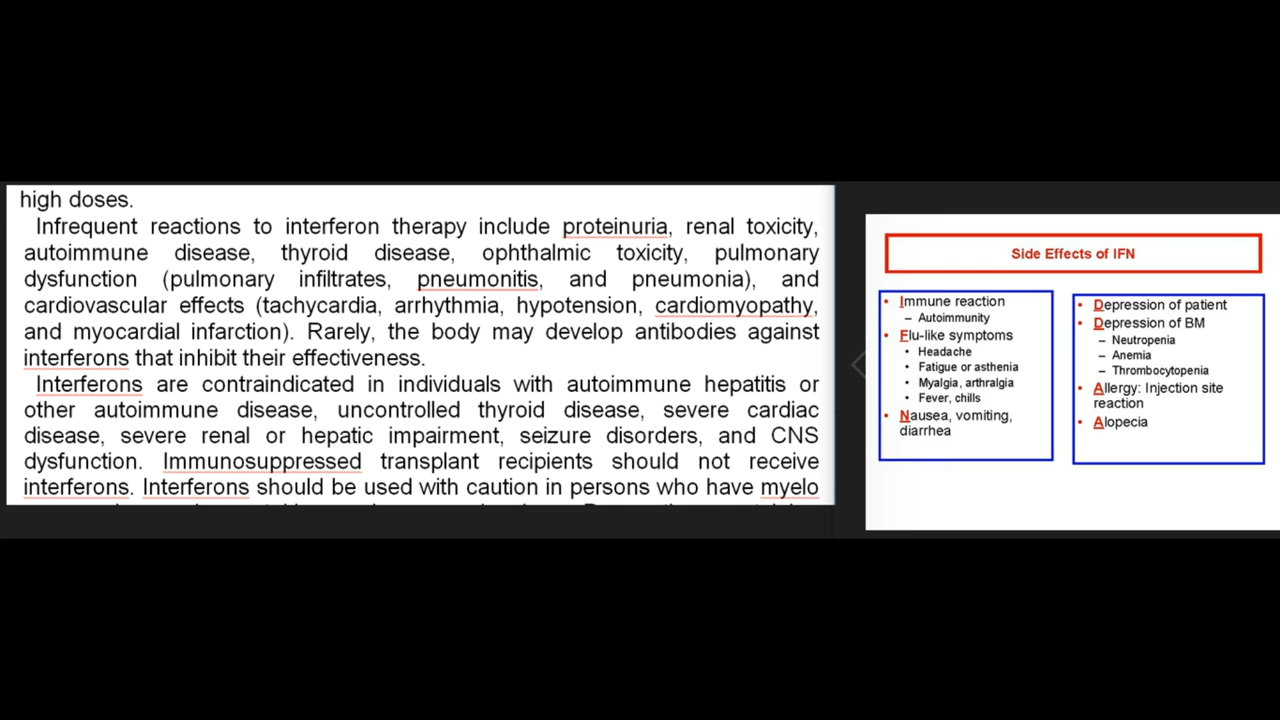 high doses.
Infrequent reactions to interferon therapy include proteinuria, renal toxicity,
autoimmune disease, thyroid disease, ophthalmic toxicity, pulmonary
dysfunction (pulmonary infiltrates, pneumonitis, and pneumonia), and
cardiovascular effects (tachycardia, arrhythmia, hypotension, cardiomyopathy,
and myocardial infarction). Rarely, the body may develop antibodies against
interferons that inhibit their effectiveness.
Interferons are contraindicated in individuals with autoimmune hepatitis or
other autoimmune disease, uncontrolled thyroid disease, severe cardiac
disease, severe renal or hepatic impairment, seizure disorders, and CNS
dysfunction. Immunosuppressed transplant recipients should not receive
interferons. Interferons should be used with caution in persons who have myelo
Side Effects of IFN
• Immune reaction
– Autoimmunity
• Flu-like symptoms
• Headache
• Fatigue or asthenia
• Myalgia, arthralgia
• Fever, chills
• Nausea, vomiting,
diarrhea
• Depression of patient
• Depression of BM
– Neutropenia
– Anemia
– Thrombocytopenia
• Allergy: Injection site
reaction
• Alopecia